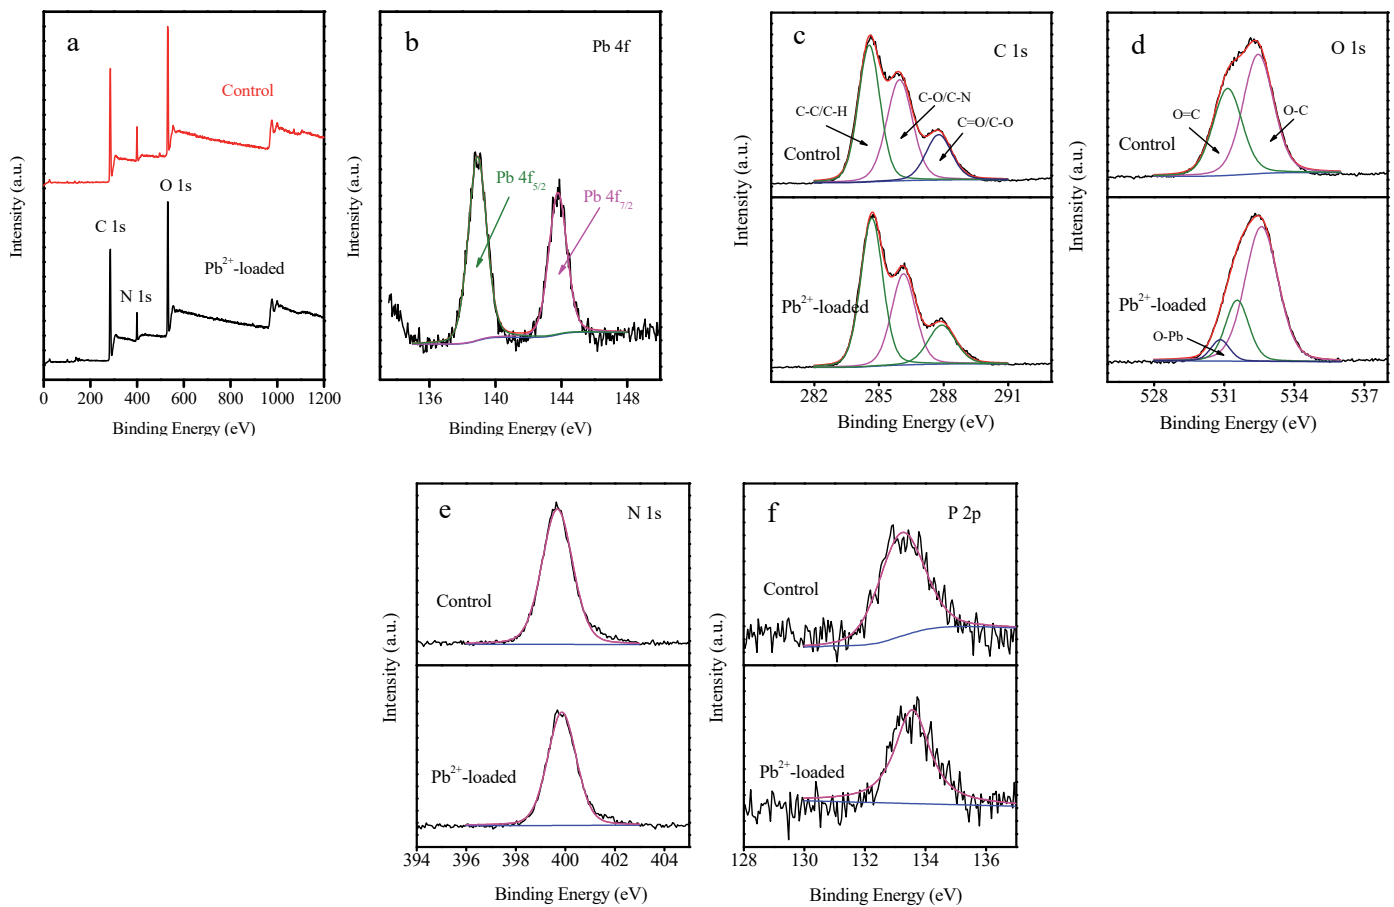 a
Control
O 1s
C 1s
N 1s
Pb²⁺-loaded
Intensity (a.u.)
0 200 400 600 800 1000 1200
Binding Energy (eV)
b
Pb 4f
Pb 4f5/2
Pb 4f7/2
Intensity (a.u.)
136 140 144 148
Binding Energy (eV)
c
C 1s
C-C/C-H
C-O/C-N
C=O/C-O
Control
Pb²⁺-loaded
Intensity (a.u.)
282 285 288 291
Binding Energy (eV)
d
O 1s
O=C
O-C
Control
Pb²⁺-loaded
O-Pb
Intensity (a.u.)
528 531 534 537
Binding Energy (eV)
e
N 1s
Control
Pb²⁺-loaded
Intensity (a.u.)
394 396 398 400 402 404
Binding Energy (eV)
f
P 2p
Control
Pb²⁺-loaded
Intensity (a.u.)
128 130 132 134 136
Binding Energy (eV)